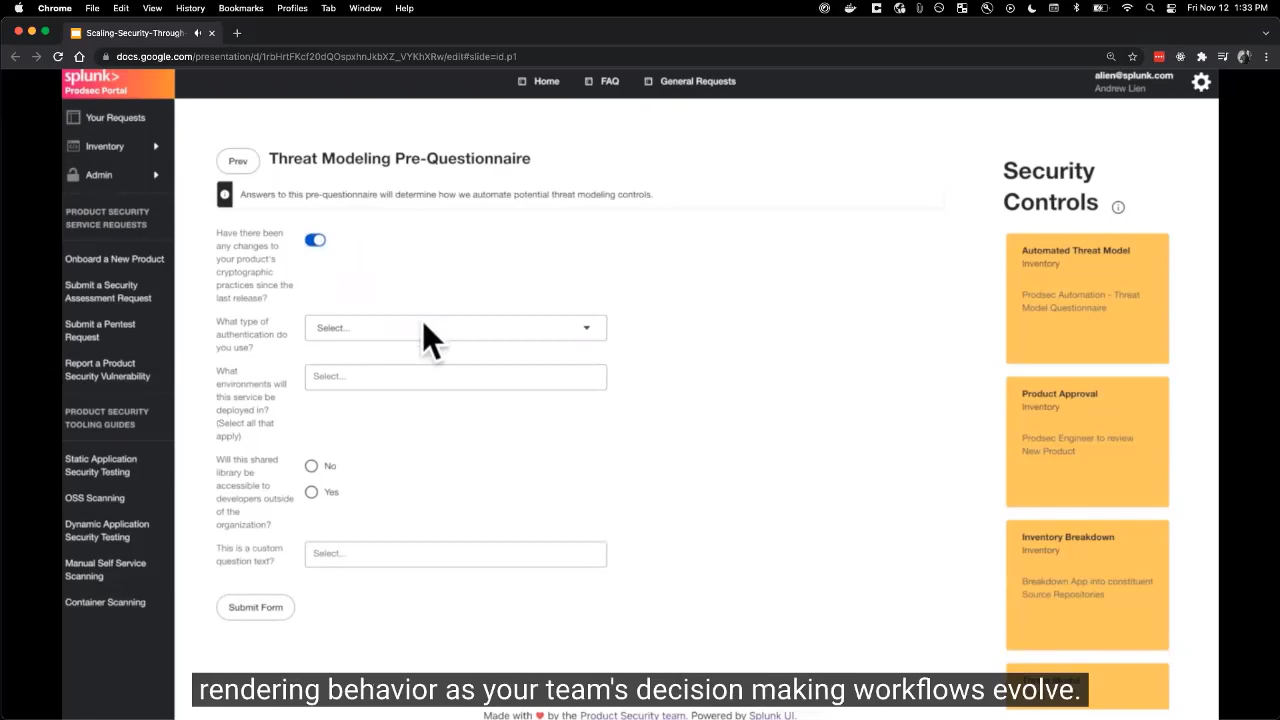 Chrome File Edit View History Bookmarks Profiles Tab Window Help
Fri Nov 12 1:33 PM
Scaling-Security-Through-
docs.google.com/presentation/d/1rbHrtFKcf20dQOspxhnJkbXZ_VYKhXRw/edit#slide=id.p1
splunk>
Prodsec Portal
Home
FAQ
General Requests
alien@splunk.com
Andrew Lien
Your Requests
Inventory
Admin
PRODUCT SECURITY
SERVICE REQUESTS
Onboard a New Product
Submit a Security
Assessment Request
Submit a Pentest
Request
Report a Product
Security Vulnerability
PRODUCT SECURITY
TOOLING GUIDES
Static Application
Security Testing
OSS Scanning
Dynamic Application
Security Testing
Manual Self Service
Scanning
Container Scanning
Prev
Threat Modeling Pre-Questionnaire
Answers to this pre-questionnaire will determine how we automate potential threat modeling controls.
Have there been
any changes to
your product's
cryptographic
practices since the
last release?
What type of
authentication do
you use?
Select...
What
environments will
this service be
deployed in?
(Select all that
apply)
Select...
Will this shared
library be
accessible to
developers outside
of the
organization?
No
Yes
This is a custom
question text?
Select...
Submit Form
Security
Controls
Automated Threat Model
Inventory
Prodsec Automation - Threat
Model Questionnaire
Product Approval
Inventory
Prodsec Engineer to review
New Product
Inventory Breakdown
Inventory
Breakdown App into constituent
Source Repositories
rendering behavior as your team's decision making workflows evolve.
Made with ❤ by the Product Security team. Powered by Splunk UI.